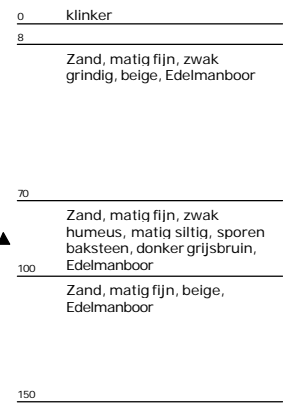 0 klinker
8
Zand, matig fijn, zwak
grindig, beige, Edelmanboor
70
Zand, matig fijn, zwak
humeus, matig siltig, sporen
baksteen, donker grijsbruin,
100 Edelmanboor
Zand, matig fijn, beige,
Edelmanboor
150